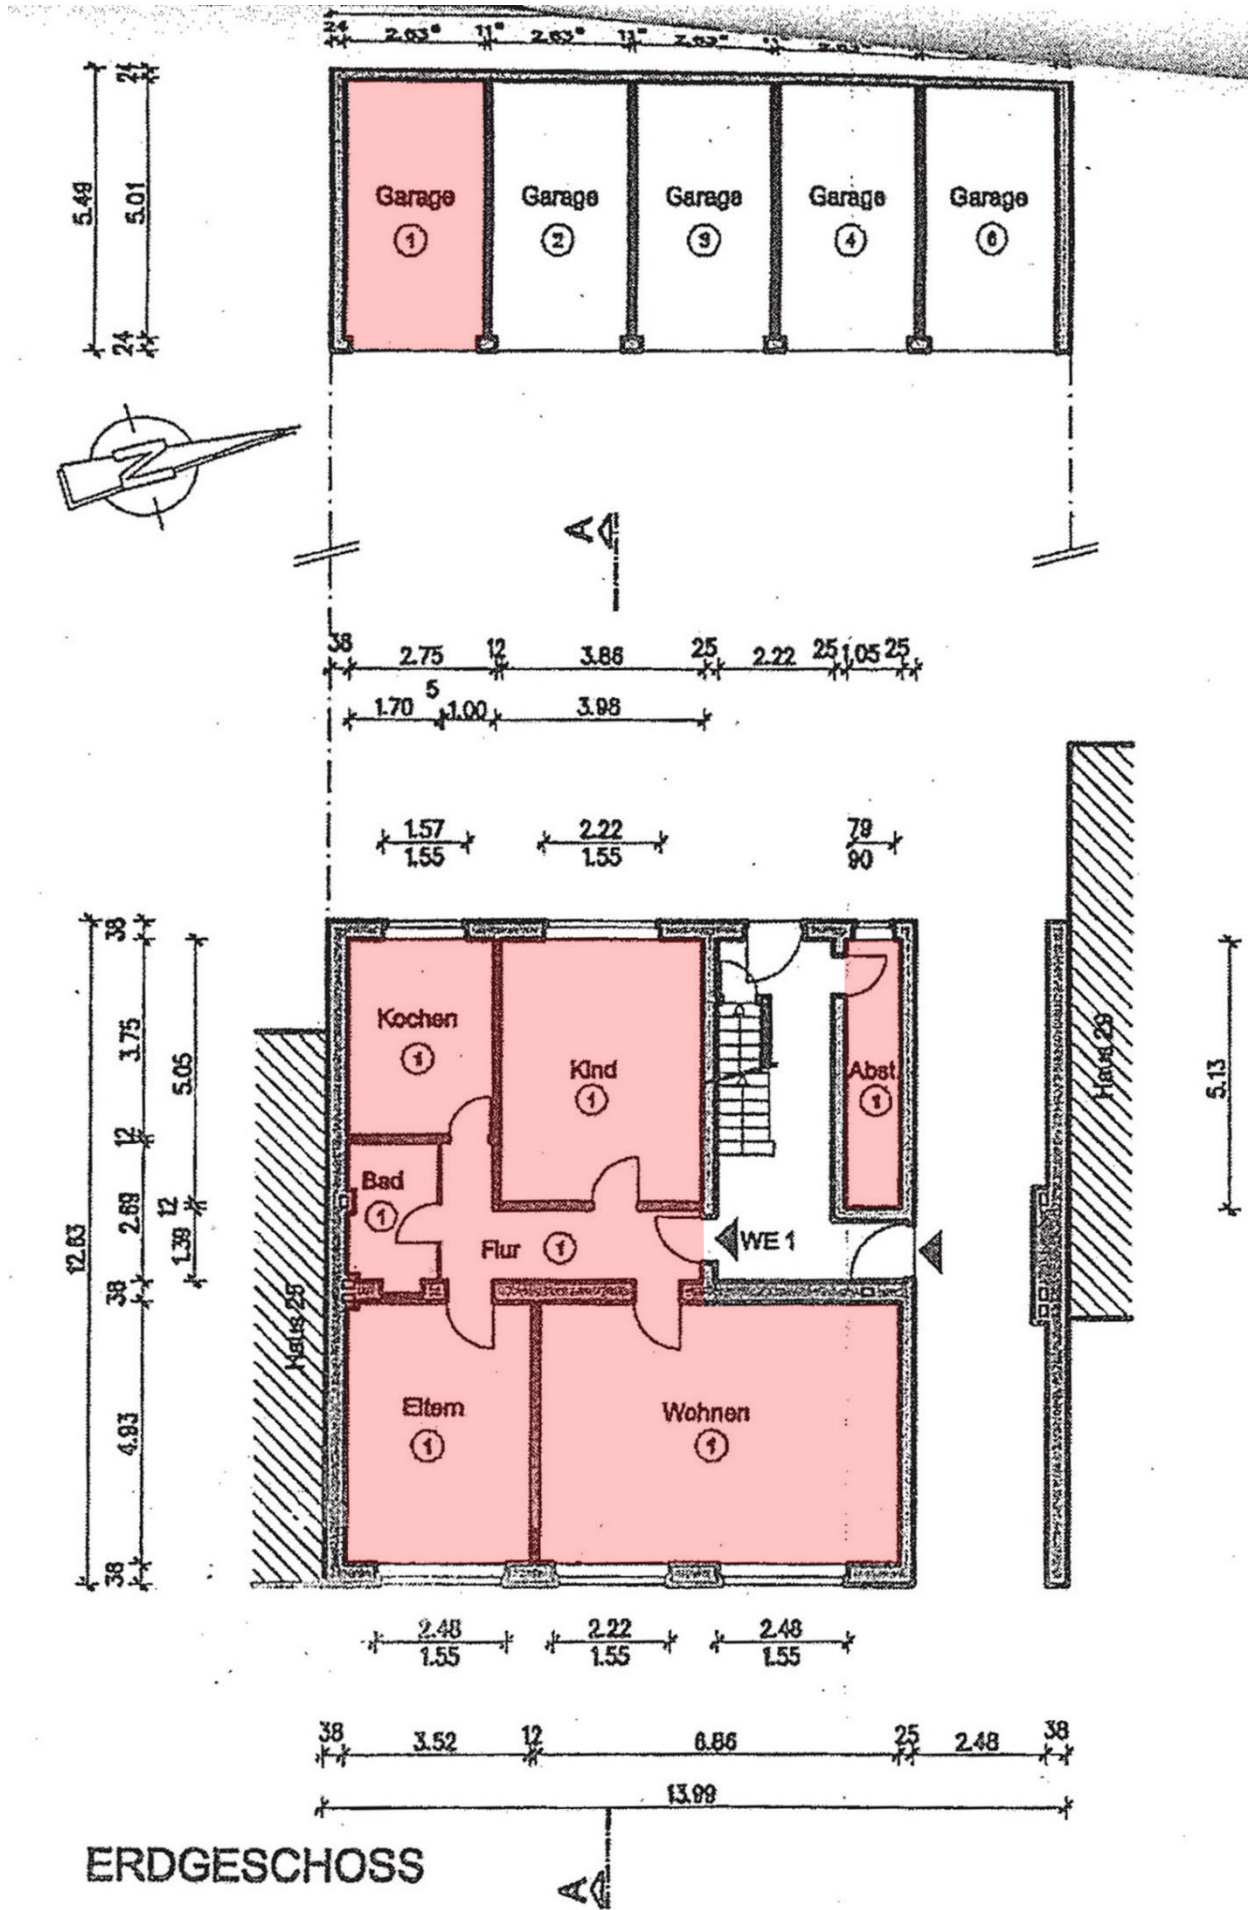 24 2.63⁵ 11⁵ 2.63⁵ 11⁵ 2.63⁵
24
5.49 5.01
24
Garage Garage Garage Garage Garage
1 2 3 4
N
A
38 2.75 12 3.86 25 2.22 25 1.05 25
5
1.70 1.00 3.98
1.57 2.22 79
1.55 1.55 90
38
3.75
5.05
12
12
2.69
1.39
38
12.63
4.93
38
5.13
Kochen
1
Kind
1
Abst.
1
Bad
1
Flur 1
WE 1
Haus 29
Eltern
1
Wohnen
1
2.48 2.22 2.48
1.55 1.55 1.55
38 3.52 12 6.86 25 2.48 38
13.99
ERDGESCHOSS
A